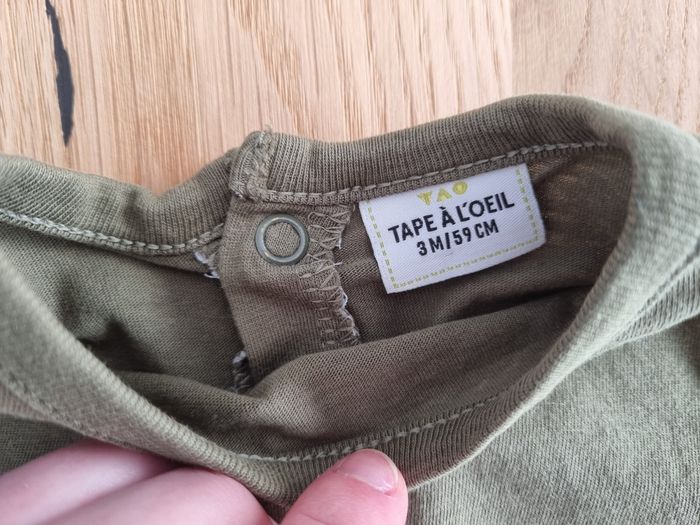 TAO
TAPE À L'OEIL
3 M/59 CM